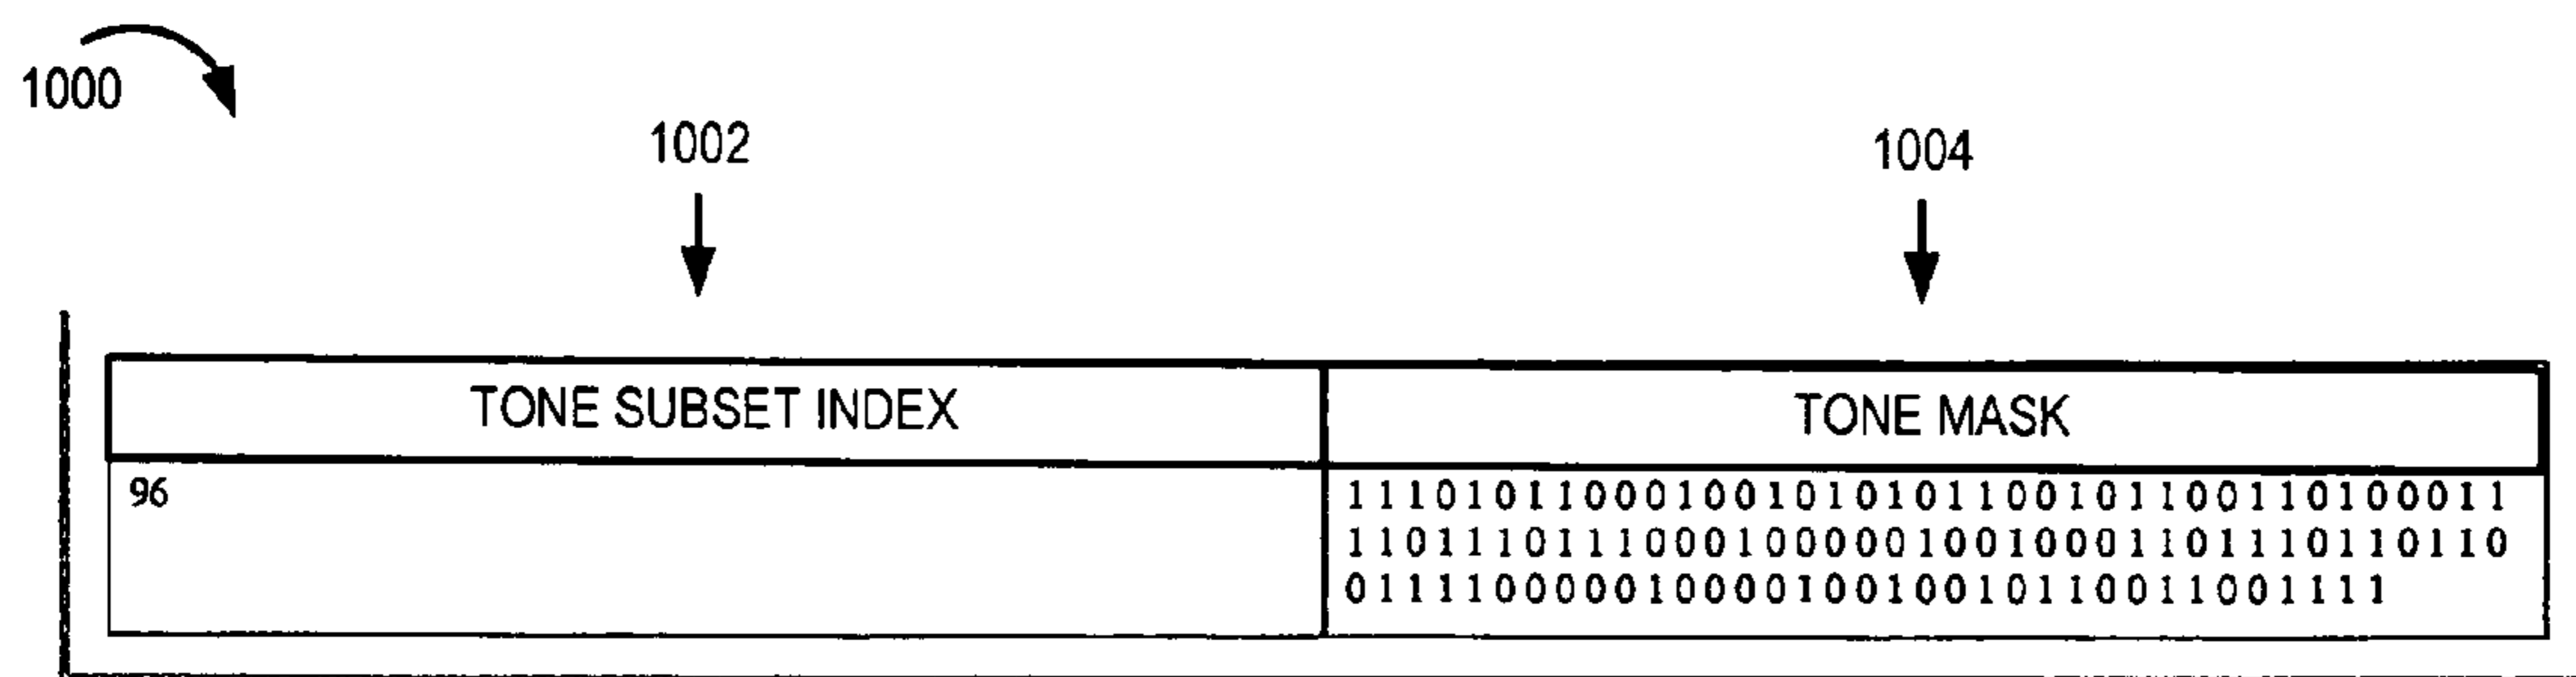 1000
1002
1004
TONE SUBSET INDEX
TONE MASK
96
1 1 1 0 1 0 1 1 0 0 0 1 0 0 1 0 1 0 1 0 1 1 0 0 1 0 1 1 0 0 1 1 0 1 0 0 0 1 1
1 1 0 1 1 1 0 1 1 1 0 0 0 1 0 0 0 0 0 1 0 0 1 0 0 0 1 1 0 1 1 1 0 1 1 0 1 1 0
0 1 1 1 1 0 0 0 0 0 1 0 0 0 0 1 0 0 1 0 0 1 0 1 1 0 0 1 1 0 0 1 1 1 1